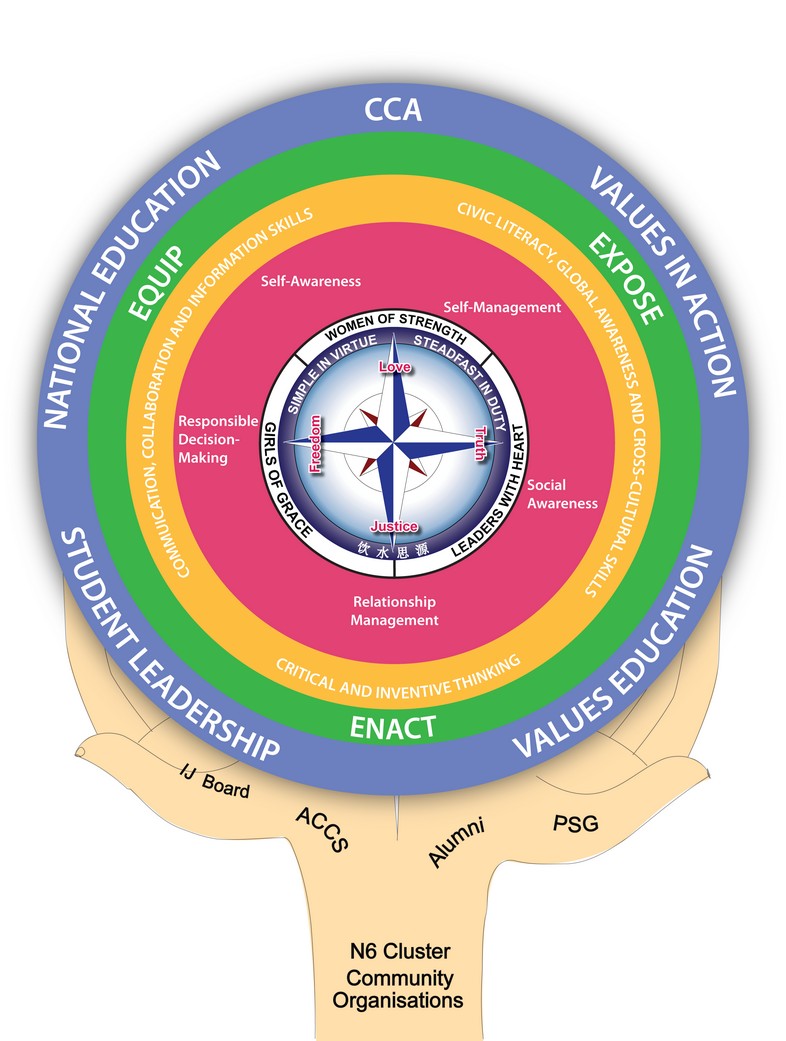 CCA
NATIONAL EDUCATION
VALUES IN ACTION
STUDENT LEADERSHIP
VALUES EDUCATION
EQUIP
EXPOSE
ENACT
COMMUNICATION, COLLABORATION AND INFORMATION SKILLS
CIVIC LITERACY, GLOBAL AWARENESS AND CROSS-CULTURAL SKILLS
CRITICAL AND INVENTIVE THINKING
Self-Awareness
Self-Management
Responsible
Decision-
Making
Social
Awareness
Relationship
Management
WOMEN OF STRENGTH
GIRLS OF GRACE
LEADERS WITH HEART
SIMPLE IN VIRTUE
STEADFAST IN DUTY
饮水思源
Love
Freedom
Truth
Justice
IJ Board
ACCS
Alumni
PSG
N6 Cluster
Community
Organisations